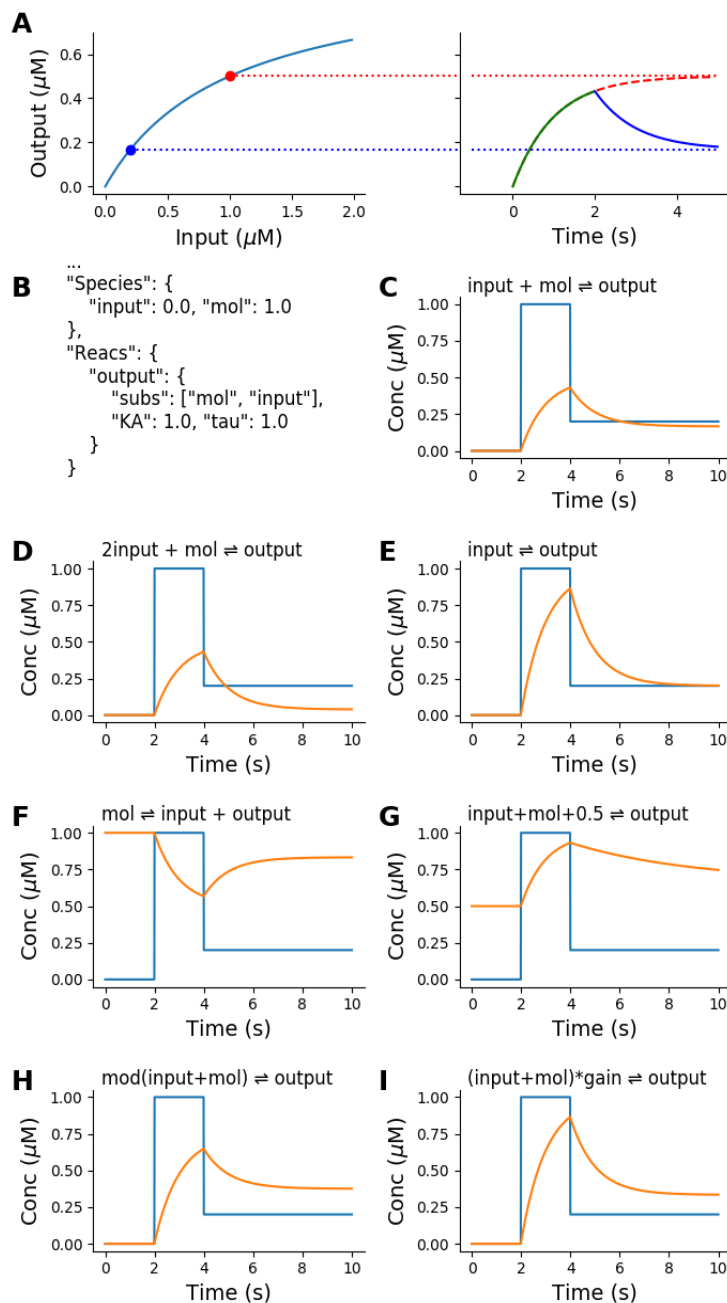 A
0.6
0.4
0.2
0.0
Output (μM)
0.0 0.5 1.0 1.5 2.0
Input (μM)
0 2 4
Time (s)
B
...
"Species": {
"input": 0.0, "mol": 1.0
},
"Reacs": {
"output": {
"subs": ["mol", "input"],
"KA": 1.0, "tau": 1.0
}
}
C
input + mol ⇌ output
1.00
0.75
0.50
0.25
0.00
Conc (μM)
0 2 4 6 8 10
Time (s)
D
2input + mol ⇌ output
1.00
0.75
0.50
0.25
0.00
Conc (μM)
0 2 4 6 8 10
Time (s)
E
input ⇌ output
1.00
0.75
0.50
0.25
0.00
Conc (μM)
0 2 4 6 8 10
Time (s)
F
mol ⇌ input + output
1.00
0.75
0.50
0.25
0.00
Conc (μM)
0 2 4 6 8 10
Time (s)
G
input+mol+0.5 ⇌ output
1.00
0.75
0.50
0.25
0.00
Conc (μM)
0 2 4 6 8 10
Time (s)
H
mod(input+mol) ⇌ output
1.00
0.75
0.50
0.25
0.00
Conc (μM)
0 2 4 6 8 10
Time (s)
I
(input+mol)*gain ⇌ output
1.00
0.75
0.50
0.25
0.00
Conc (μM)
0 2 4 6 8 10
Time (s)